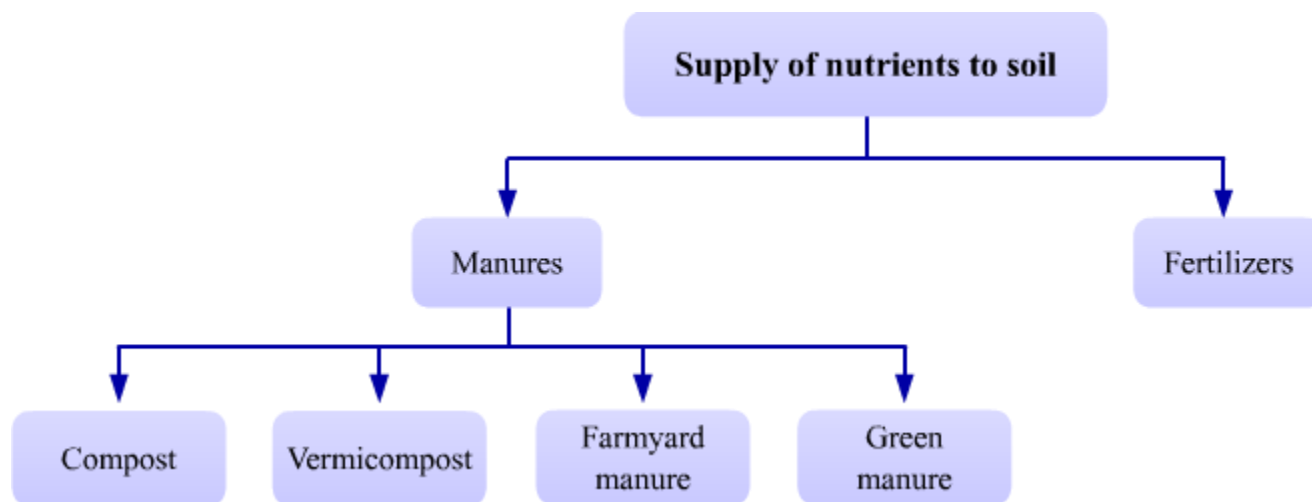 Supply of nutrients to soil
Manures
Fertilizers
Compost
Vermicompost
Farmyard
manure
Green
manure